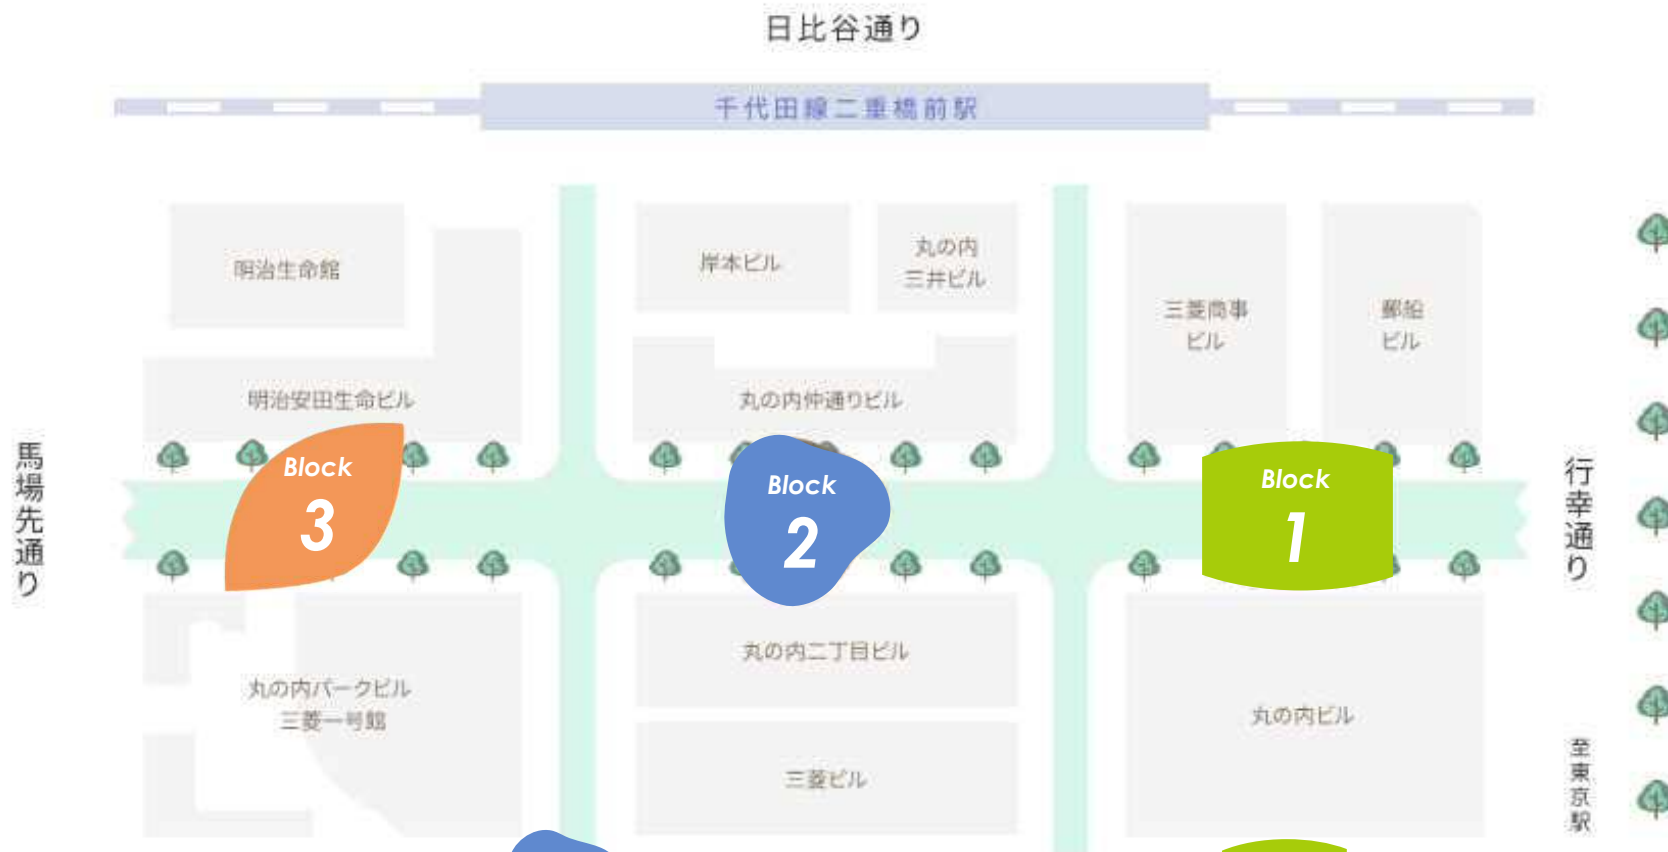 日比谷通り
千代田線二重橋前駅
明治生命館
岸本ビル
丸の内
三井ビル
三菱商事
ビル
郵船
ビル
明治安田生命ビル
丸の内仲通りビル
馬場先通り
Block
3
Block
2
Block
1
行幸通り
丸の内パークビル
三菱一号館
丸の内二丁目ビル
三菱ビル
丸の内ビル
至東京駅